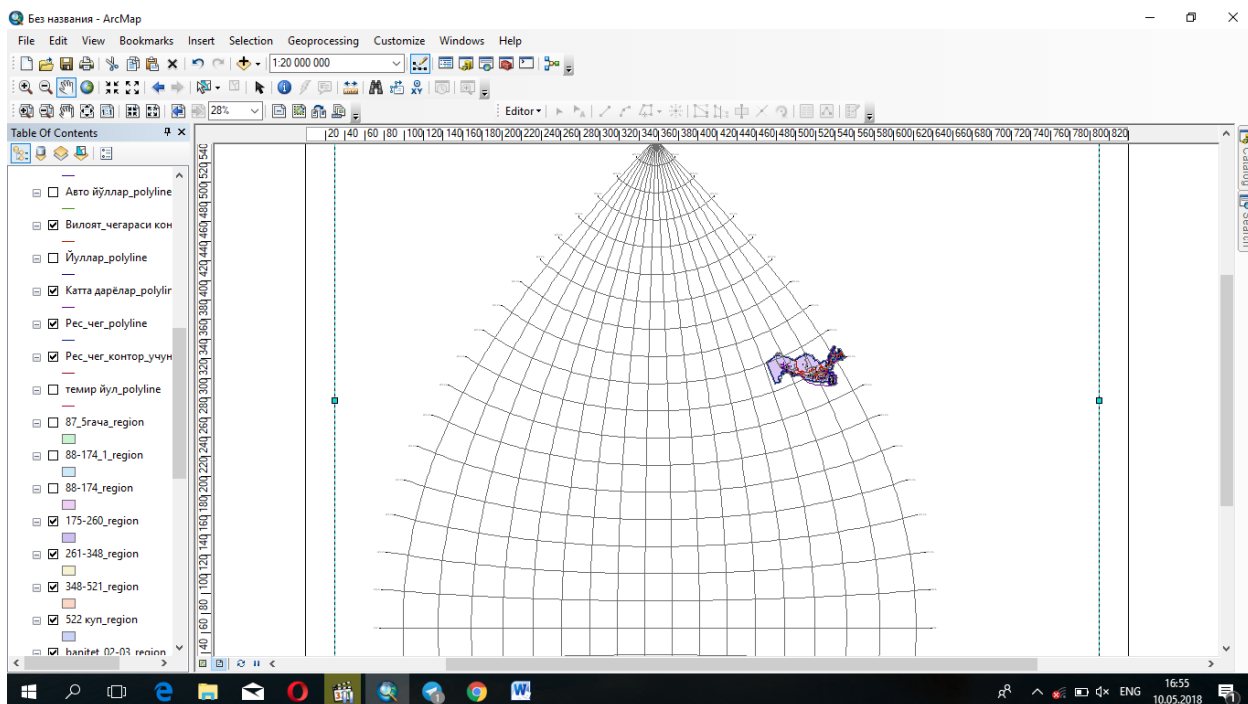 Без названия - ArcMap
File Edit View Bookmarks Insert Selection Geoprocessing Customize Windows Help
1:20 000 000
28%
Editor
Table Of Contents
|20 |40 |60 |80 |100|120|140|160|180|200|220|240|260|280|300|320|340|360|380|400|420|440|460|480|500|520|540|560|580|600|620|640|660|680|700|720|740|760|780|800|820|
Авто йўллар_polyline
Вилоят_чегараси кон
Йуллар_polyline
Катта дарёлар_polylir
Рес_чег_polyline
Рес_чег_контор_учун
темир йул_polyline
87_5гача_region
88-174_1_region
88-174_region
175-260_region
261-348_region
348-521_region
522 куп_region
banitet 02-03 region
|40 |60 |80 |100|120|140|160|180|200|220|240|260|280|300|320|340|360|380|400|420|440|460|480|500|520|540
Catalog
Search
ENG
16:55
10.05.2018